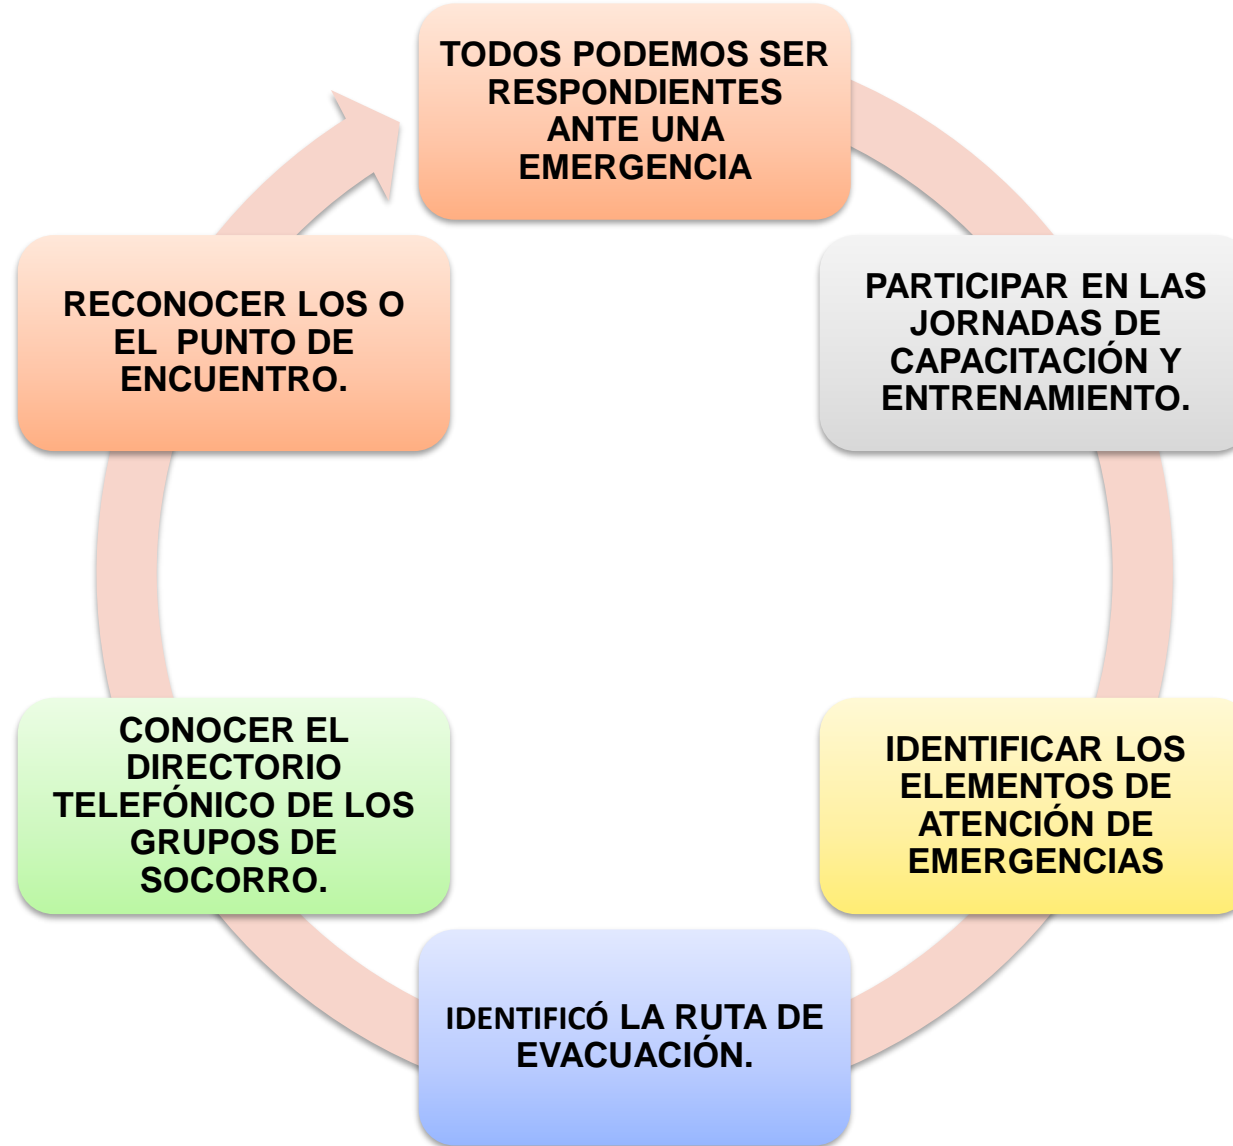 TODOS PODEMOS SER
RESPONDIENTES
ANTE UNA
EMERGENCIA
PARTICIPAR EN LAS
JORNADAS DE
CAPACITACIÓN Y
ENTRENAMIENTO.
IDENTIFICAR LOS
ELEMENTOS DE
ATENCIÓN DE
EMERGENCIAS
IDENTIFICÓ LA RUTA DE
EVACUACIÓN.
CONOCER EL
DIRECTORIO
TELEFÓNICO DE LOS
GRUPOS DE
SOCORRO.
RECONOCER LOS O
EL PUNTO DE
ENCUENTRO.